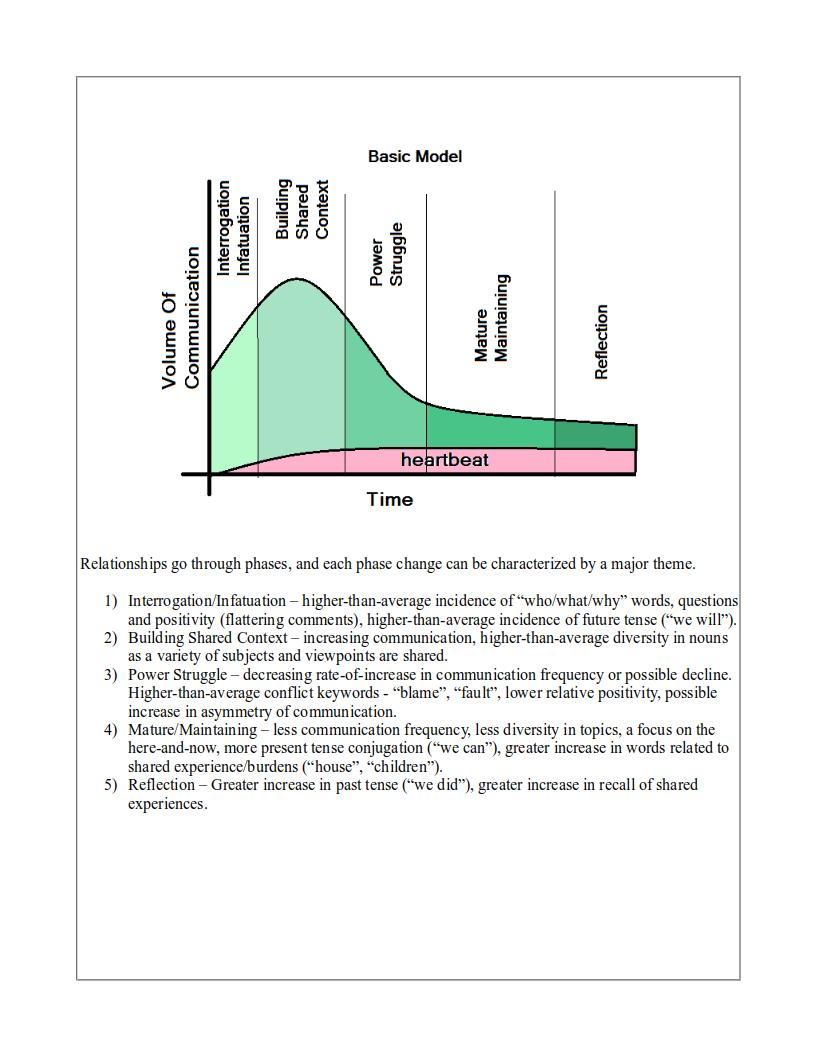 Basic Model
Interrogation
Infatuation
Building
Shared
Context
Power
Struggle
Mature
Maintaining
Reflection
Volume Of
Communication
heartbeat
Time
Relationships go through phases, and each phase change can be characterized by a major theme.
1) Interrogation/Infatuation – higher-than-average incidence of “who/what/why” words, questions
and positivity (flattering comments), higher-than-average incidence of future tense (“we will”).
2) Building Shared Context – increasing communication, higher-than-average diversity in nouns
as a variety of subjects and viewpoints are shared.
3) Power Struggle – decreasing rate-of-increase in communication frequency or possible decline.
Higher-than-average conflict keywords - “blame”, “fault”, lower relative positivity, possible
increase in asymmetry of communication.
4) Mature/Maintaining – less communication frequency, less diversity in topics, a focus on the
here-and-now, more present tense conjugation (“we can”), greater increase in words related to
shared experience/burdens (“house”, “children”).
5) Reflection – Greater increase in past tense (“we did”), greater increase in recall of shared
experiences.